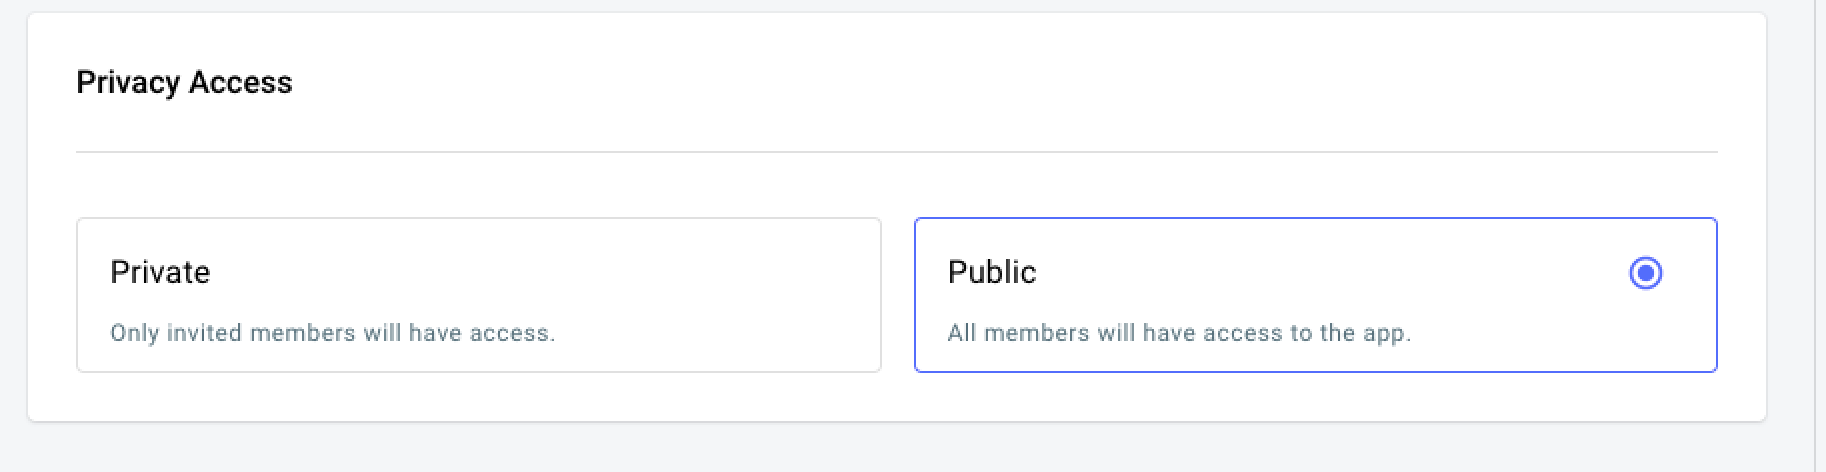 Privacy Access
Private
Only invited members will have access.
Public
All members will have access to the app.